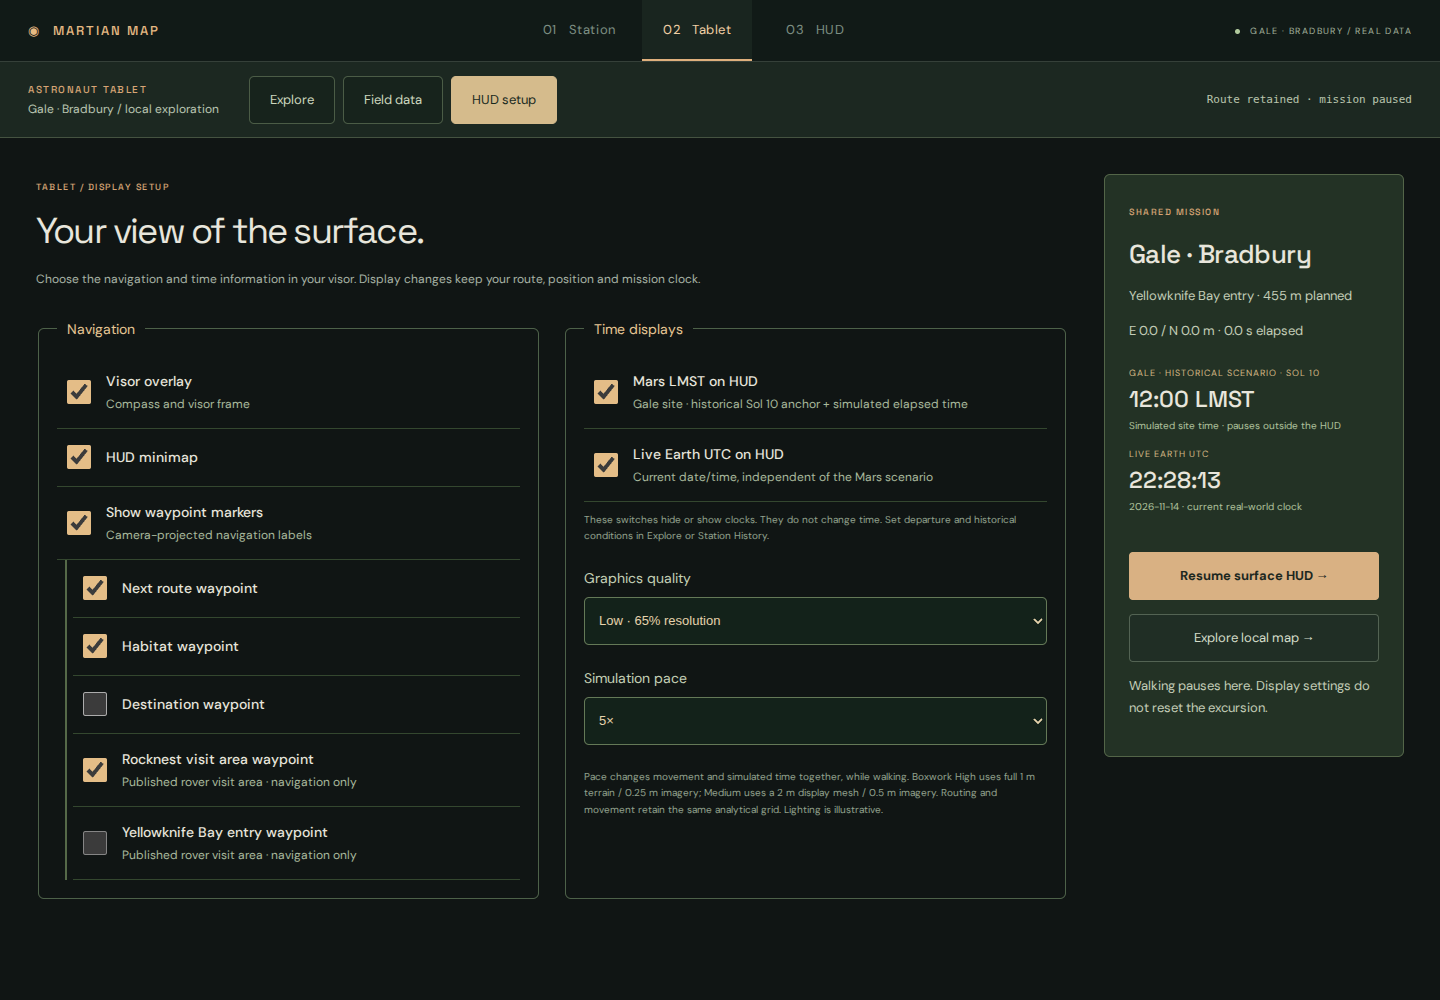 MARTIAN MAP
01 Station
02 Tablet
03 HUD
GALE · BRADBURY / REAL DATA
ASTRONAUT TABLET
Gale · Bradbury / local exploration
Explore
Field data
HUD setup
Route retained · mission paused
TABLET / DISPLAY SETUP
Your view of the surface.
Choose the navigation and time information in your visor. Display changes keep your route, position and mission clock.
Navigation
Visor overlay
Compass and visor frame
HUD minimap
Show waypoint markers
Camera-projected navigation labels
Next route waypoint
Habitat waypoint
Destination waypoint
Rocknest visit area waypoint
Published rover visit area · navigation only
Yellowknife Bay entry waypoint
Published rover visit area · navigation only
Time displays
Mars LMST on HUD
Gale site · historical Sol 10 anchor + simulated elapsed time
Live Earth UTC on HUD
Current date/time, independent of the Mars scenario
These switches hide or show clocks. They do not change time. Set departure and historical
conditions in Explore or Station History.
Graphics quality
Low · 65% resolution
Simulation pace
5×
Pace changes movement and simulated time together, while walking. Boxwork High uses full 1 m
terrain / 0.25 m imagery; Medium uses a 2 m display mesh / 0.5 m imagery. Routing and
movement retain the same analytical grid. Lighting is illustrative.
SHARED MISSION
Gale · Bradbury
Yellowknife Bay entry · 455 m planned
E 0.0 / N 0.0 m · 0.0 s elapsed
GALE · HISTORICAL SCENARIO · SOL 10
12:00 LMST
Simulated site time · pauses outside the HUD
LIVE EARTH UTC
22:28:13
2026-11-14 · current real-world clock
Resume surface HUD →
Explore local map →
Walking pauses here. Display settings do
not reset the excursion.